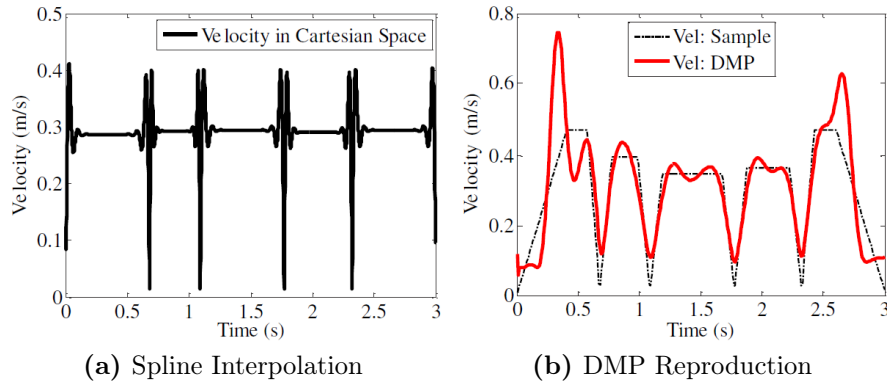 0.5
0.4
0.3
0.2
0.1
0
Velocity (m/s)
Velocity in Cartesian Space
0 0.5 1 1.5 2 2.5 3
Time (s)
(a) Spline Interpolation
0.8
0.6
0.4
0.2
0
Velocity (m/s)
Vel: Sample
Vel: DMP
0 0.5 1 1.5 2 2.5 3
Time (s)
(b) DMP Reproduction